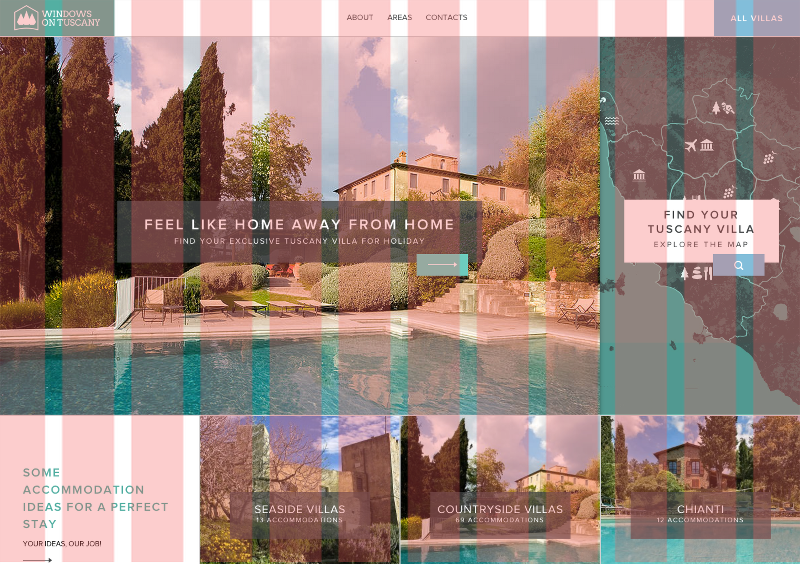 WINDOWS
ON TUSCANY
ABOUT AREAS CONTACTS
ALL VILLAS
FEEL LIKE HOME AWAY FROM HOME
FIND YOUR EXCLUSIVE TUSCANY VILLA FOR HOLIDAY
FIND YOUR
TUSCANY VILLA
EXPLORE THE MAP
SOME
ACCOMMODATION
IDEAS FOR A PERFECT
STAY
YOUR IDEAS, OUR JOB!
SEASIDE VILLAS
13 ACCOMMODATIONS
COUNTRYSIDE VILLAS
69 ACCOMMODATIONS
CHIANTI
12 ACCOMMODATIONS